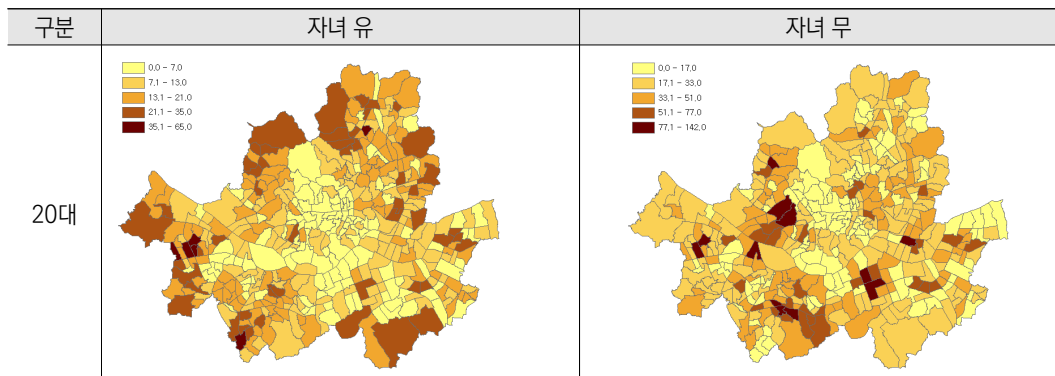 구분 자녀 유 자녀 무
20대
0,0 - 7,0
7,1 - 13,0
13,1 - 21,0
21,1 - 35,0
35,1 - 65,0
0,0 - 17,0
17,1 - 33,0
33,1 - 51,0
51,1 - 77,0
77,1 - 142,0